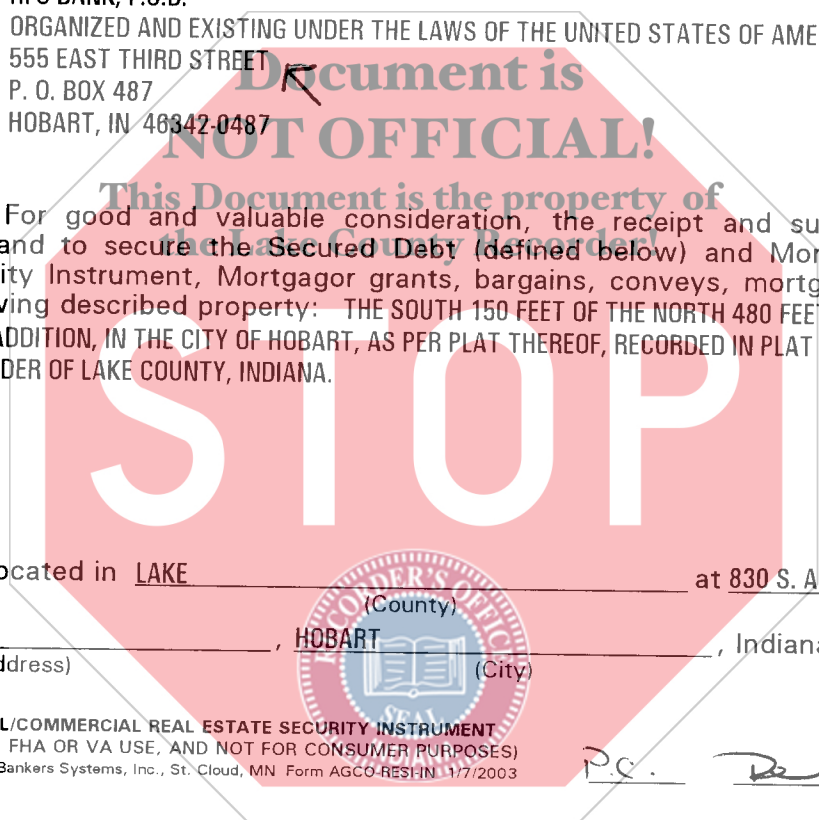 ORGANIZED AND EXISTING UNDER THE LAWS OF THE UNITED STATES OF AME
555 EAST THIRD STREET
P. O. BOX 487
HOBART, IN 46342-0487
Document is
NOT OFFICIAL!
This Document is the property of
the Lake County Recorder!
For good and valuable consideration, the receipt and su
and to secure the Secured Debt (defined below) and Mor
ity Instrument, Mortgagor grants, bargains, conveys, mortg
ving described property: THE SOUTH 150 FEET OF THE NORTH 480 FEET
ADDITION, IN THE CITY OF HOBART, AS PER PLAT THEREOF, RECORDED IN PLAT
DER OF LAKE COUNTY, INDIANA.
STOP
ocated in LAKE at 830 S. A
(County)
, HOBART , Indiana
ddress) (City)
RECORDER'S OFFICE
SEAL
INDIANA
L/COMMERCIAL REAL ESTATE SECURITY INSTRUMENT
FHA OR VA USE, AND NOT FOR CONSUMER PURPOSES)
Bankers Systems, Inc., St. Cloud, MN Form AGCO-RESI-IN 1/7/2003
P.C.